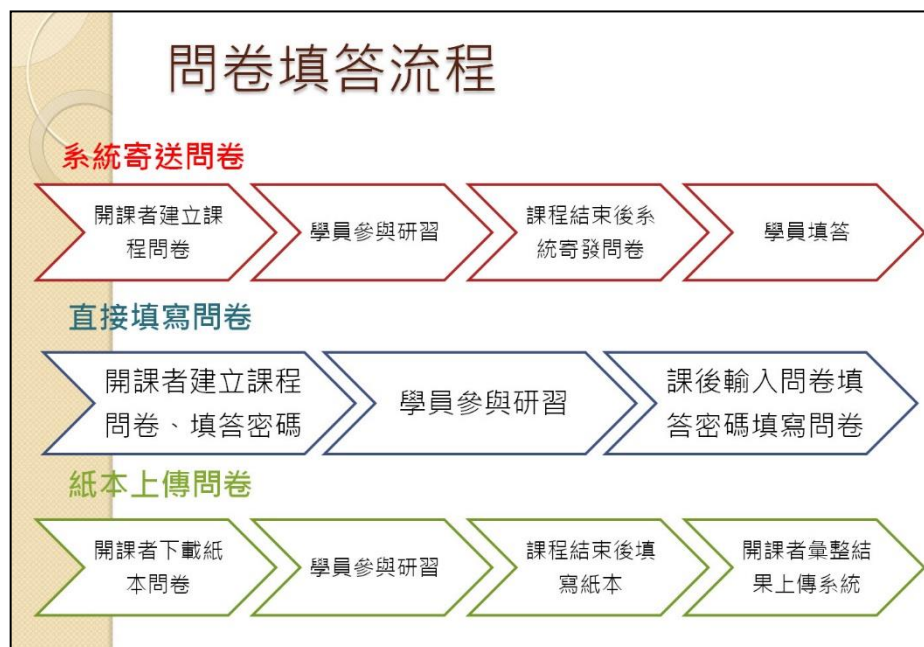 問卷填答流程
系統寄送問卷
開課者建立課
程問卷
學員參與研習
課程結束後系
統寄發問卷
學員填答
直接填寫問卷
開課者建立課程
問卷、填答密碼
學員參與研習
課後輸入問卷填
答密碼填寫問卷
紙本上傳問卷
開課者下載紙
本問卷
學員參與研習
課程結束後填
寫紙本
開課者彙整結
果上傳系統